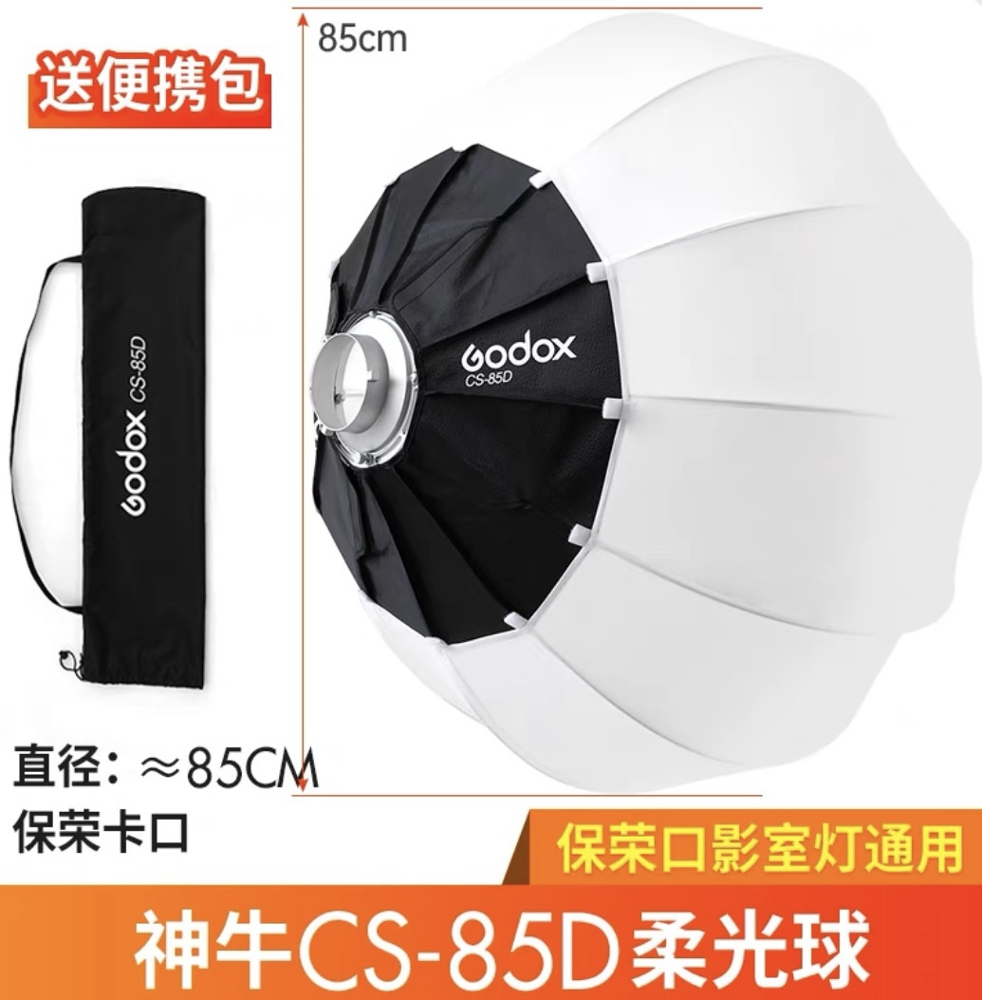 85cm
送便携包
Godox
CS-85D
Godox CS-85D
直径：≈85CM
保荣卡口
保荣口影室灯通用
神牛CS-85D柔光球